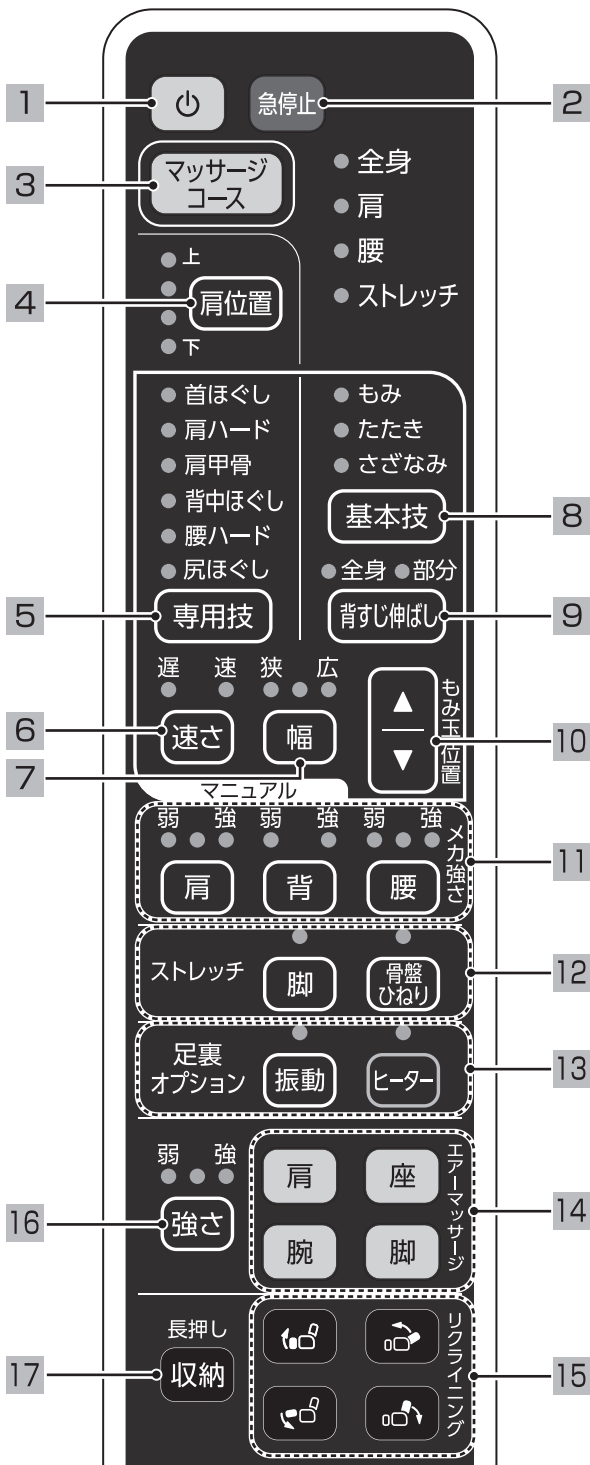 1
急停止
2
3
マッサージ
コース
全身
肩
腰
ストレッチ
上
4
肩位置
下
首ほぐし
肩ハード
肩甲骨
背中ほぐし
腰ハード
尻ほぐし
5
専用技
もみ
たたき
さざなみ
基本技
8
全身 部分
背すじ伸ばし
9
遅 速 狭 広
6
速さ
幅
7
▲
▼
もみ玉位置
10
マニュアル
弱 強 弱 強 弱 強
肩 背 腰
メカ強さ
11
ストレッチ
脚
骨盤
ひねり
12
足裏
オプション
振動
ヒーター
13
弱 強
16
強さ
肩 座
腕 脚
エアーマッサージ
14
長押し
17
収納
リクライニング
15